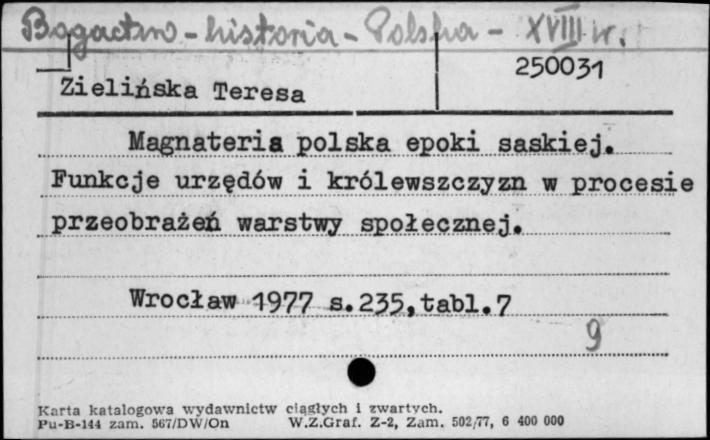 Bogactwo - historia - Polska - XVIII w.
250031
Zielińska Teresa
Magnateria polska epoki saskiej.
Funkcje urzędów i królewszczyzn w procesie
przeobrażeń warstwy społecznej.
Wrocław 1977 s.235,tabl.7
9
Karta katalogowa wydawnictw ciągłych i zwartych.
Pu-B-144 zam. 567/DW/On W.Z.Graf. Z-2, Zam. 502/77, 6 400 000